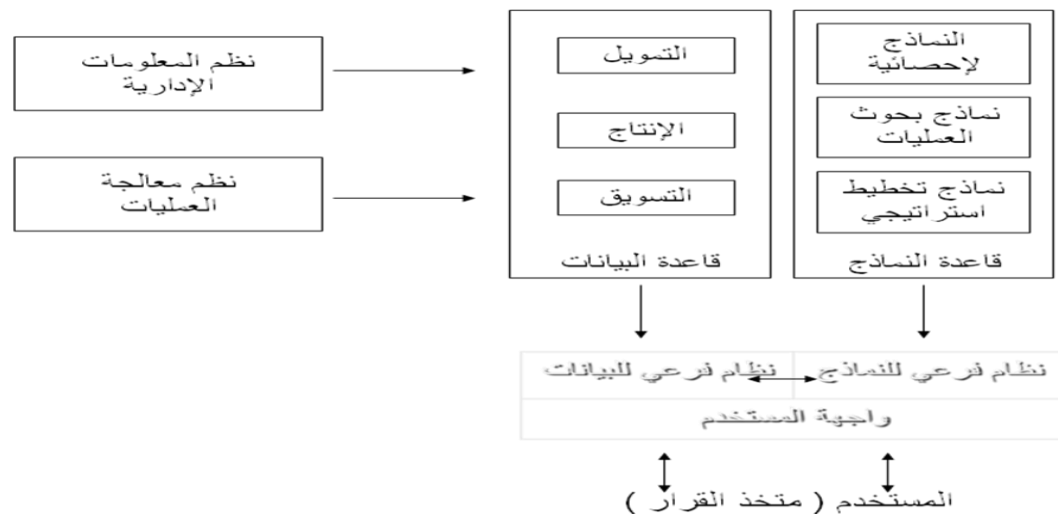 نظم المعلومات
الإدارية
نظم معالجة
العمليات
التمويل
الإنتاج
التسويق
قاعدة البيانات
النماذج
لإحصائية
نماذج بحوث
العمليات
نماذج تخطيط
استراتيجي
قاعدة النماذج
نظام فرعي للبيانات
نظام فرعي للنماذج
واجهة المستخدم
المستخدم ( متخذ القرار )